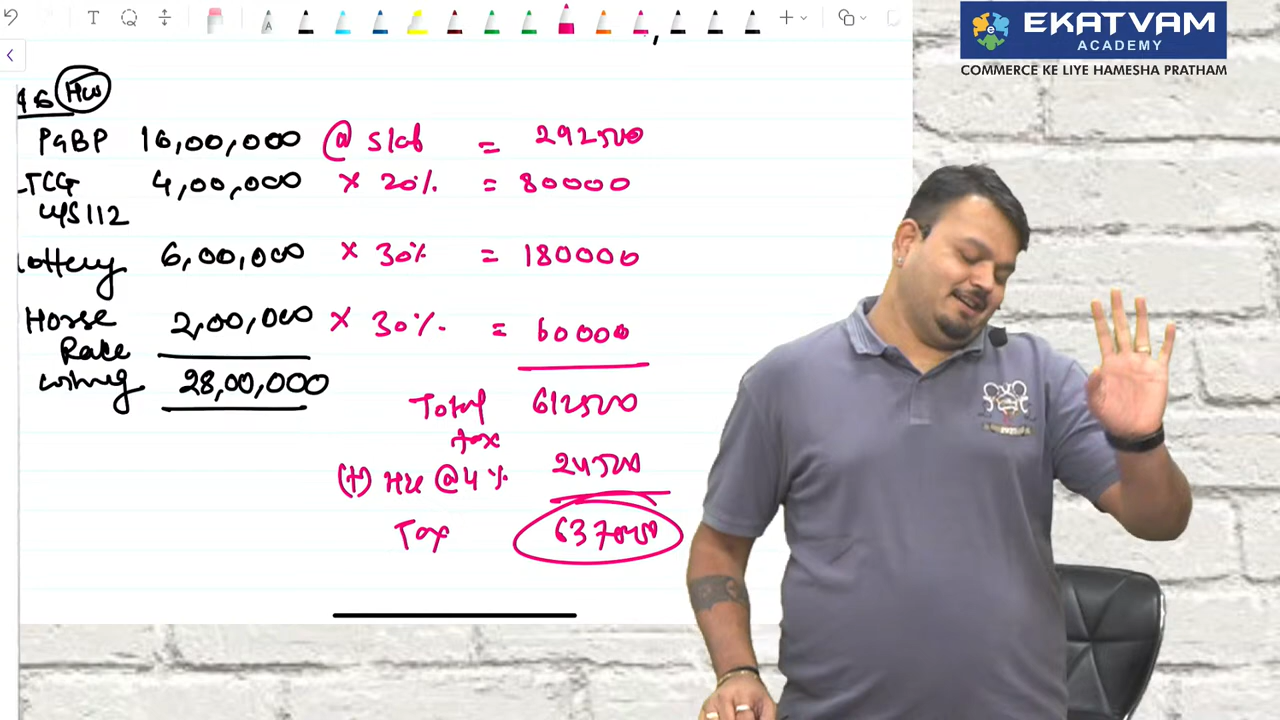 EKATVAM
ACADEMY
COMMERCE KE LIYE HAMESHA PRATHAM
HW
PGBP 16,00,000 @ slab = 292500
LTCG 4,00,000 × 20% = 80000
u/s 112
Lottery 6,00,000 × 30% = 180000
Horse 2,00,000 × 30% = 60000
Race
winning 28,00,000
Total 612500
tax
(+) HEC @ 4% 24500
Tax 637000